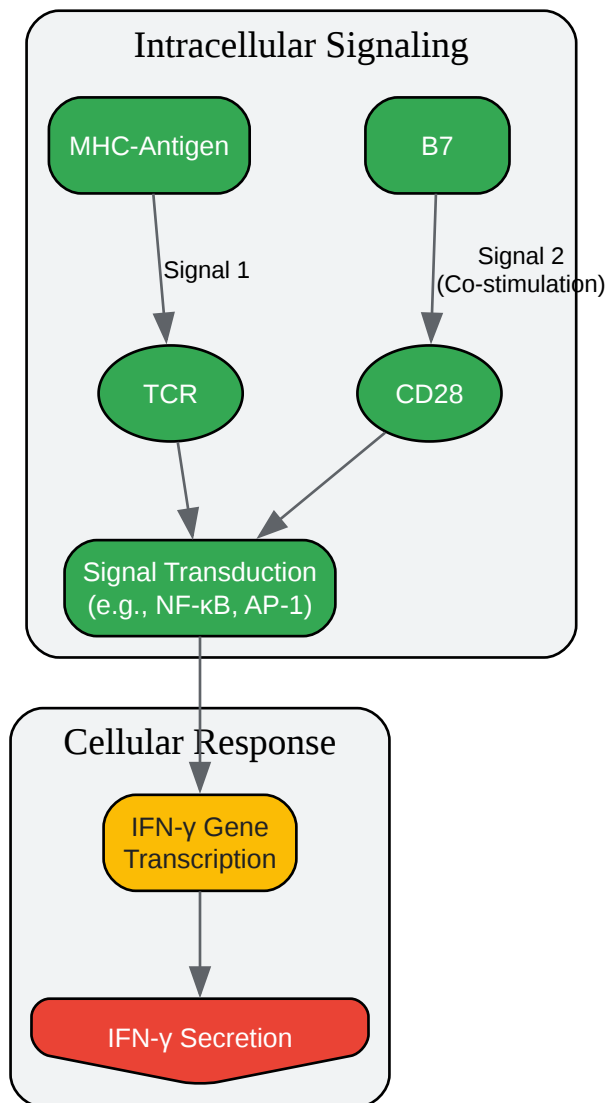 Intracellular Signaling
MHC-Antigen
B7
Signal 1
Signal 2
(Co-stimulation)
TCR
CD28
Signal Transduction
(e.g., NF-κB, AP-1)
Cellular Response
IFN-γ Gene
Transcription
IFN-γ Secretion